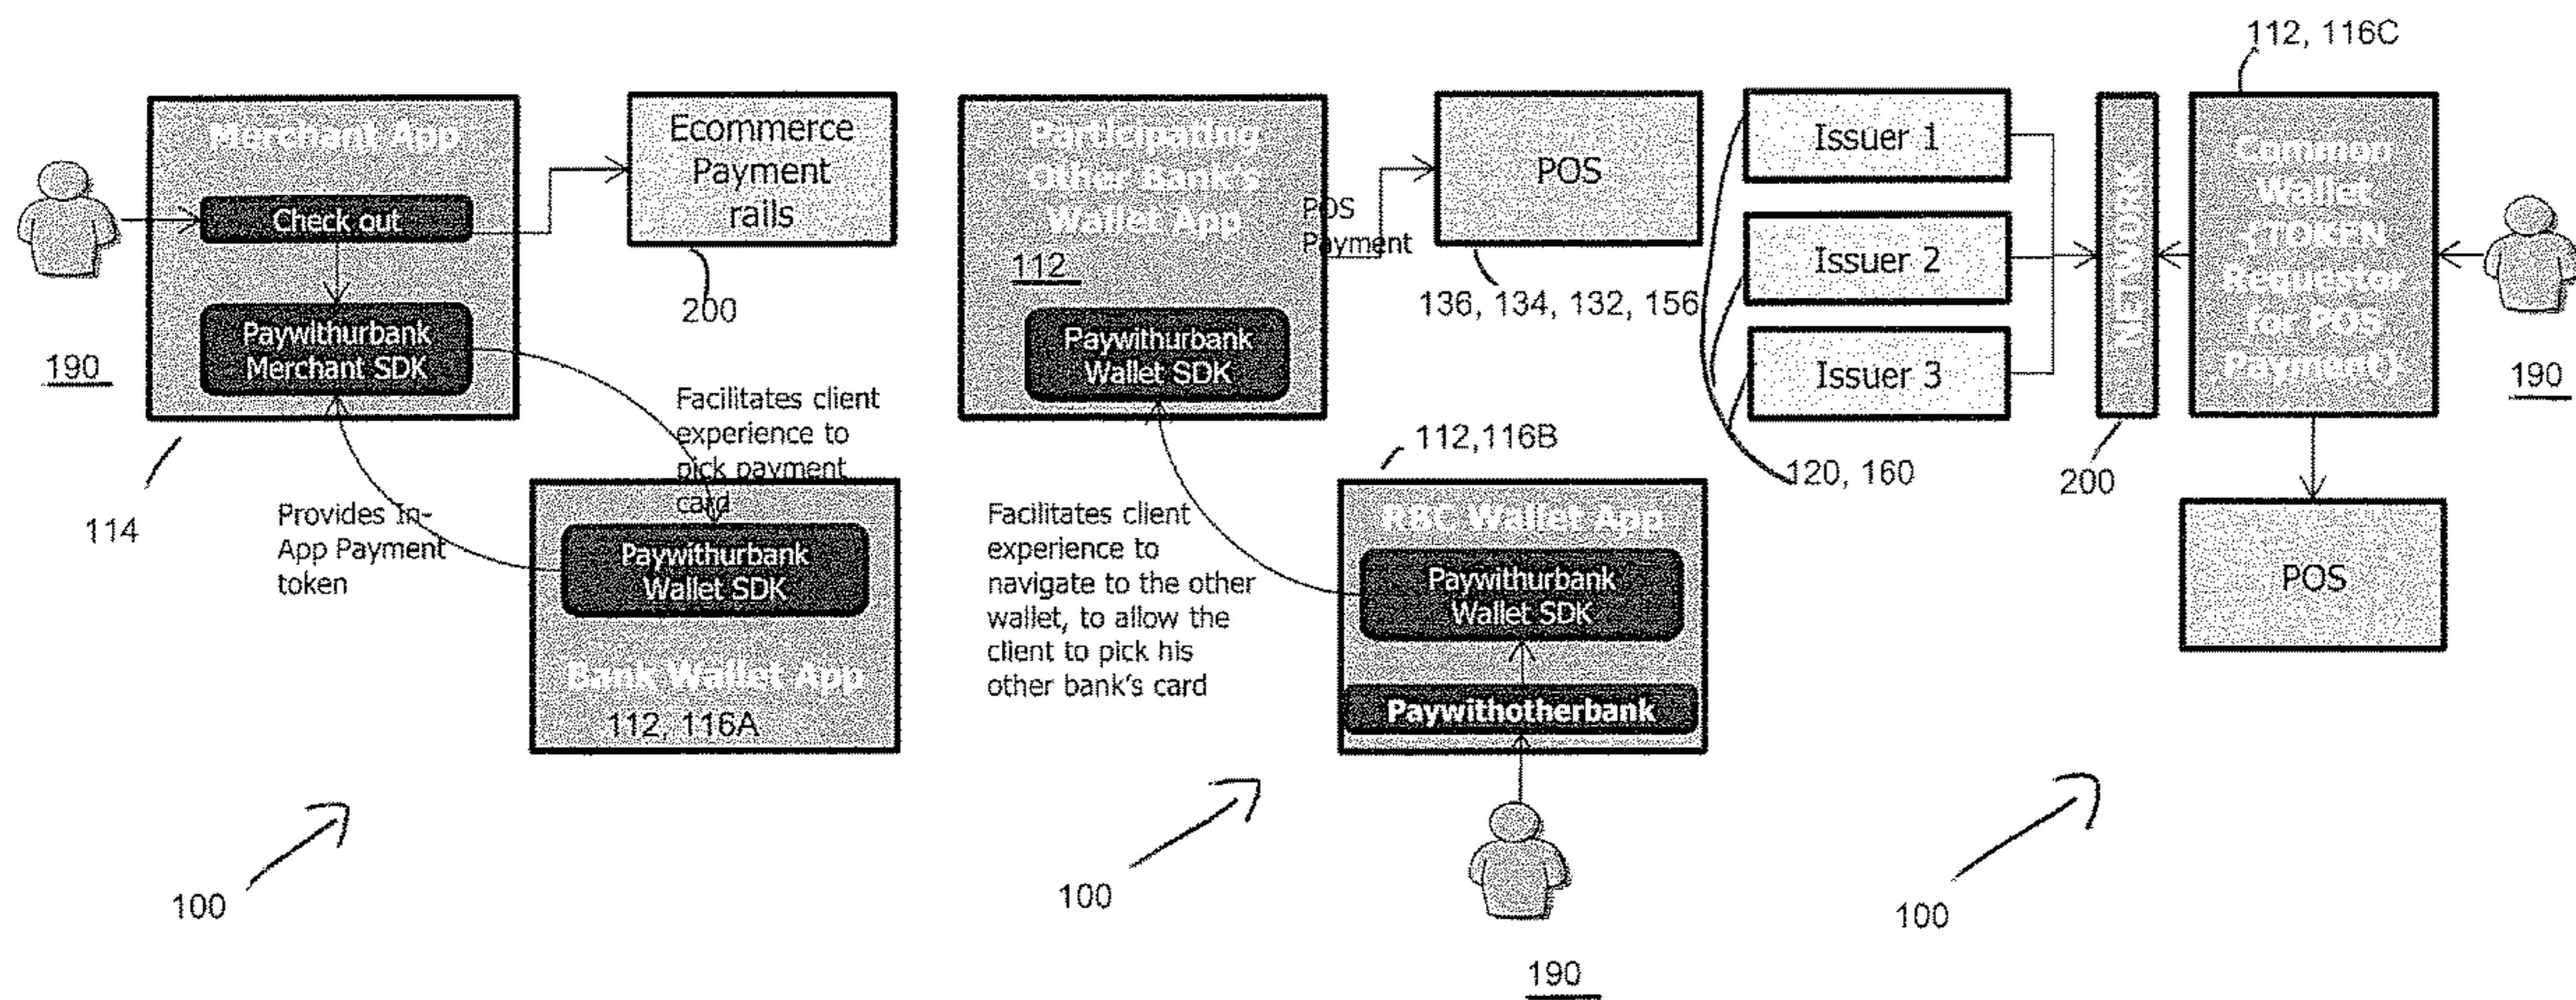 Merchant App
Check out
Paywithurbank
Merchant SDK
190
114
Ecommerce
Payment
rails
200
Facilitates client
experience to
pick payment
card
Provides In-
App Payment
token
Paywithurbank
Wallet SDK
Bank Wallet App
112, 116A
100
Participating
Other Bank's
Wallet App
112
Paywithurbank
Wallet SDK
POS
Payment
POS
136, 134, 132, 156
Facilitates client
experience to
navigate to the other
wallet, to allow the
client to pick his
other bank's card
112,116B
RBC Wallet App
Paywithurbank
Wallet SDK
Paywithotherbank
190
100
Issuer 1
Issuer 2
Issuer 3
120, 160
NETWORK
200
112, 116C
Common
Wallet
(TOKEN
Requestor
for POS
Payment)
190
POS
100